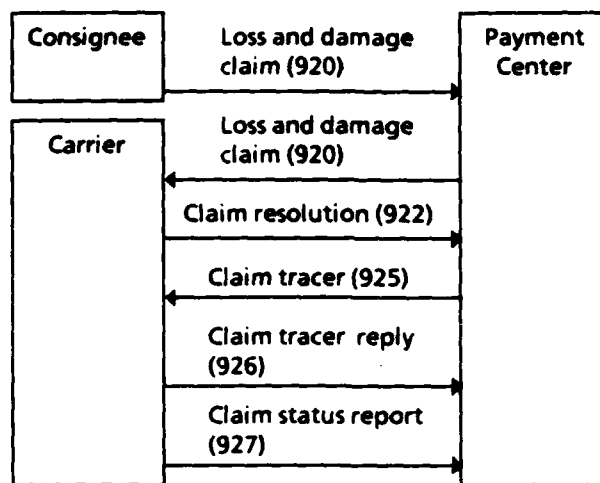 Consignee
Loss and damage
claim (920)
Payment
Center
Carrier
Loss and damage
claim (920)
Claim resolution (922)
Claim tracer (925)
Claim tracer reply
(926)
Claim status report
(927)